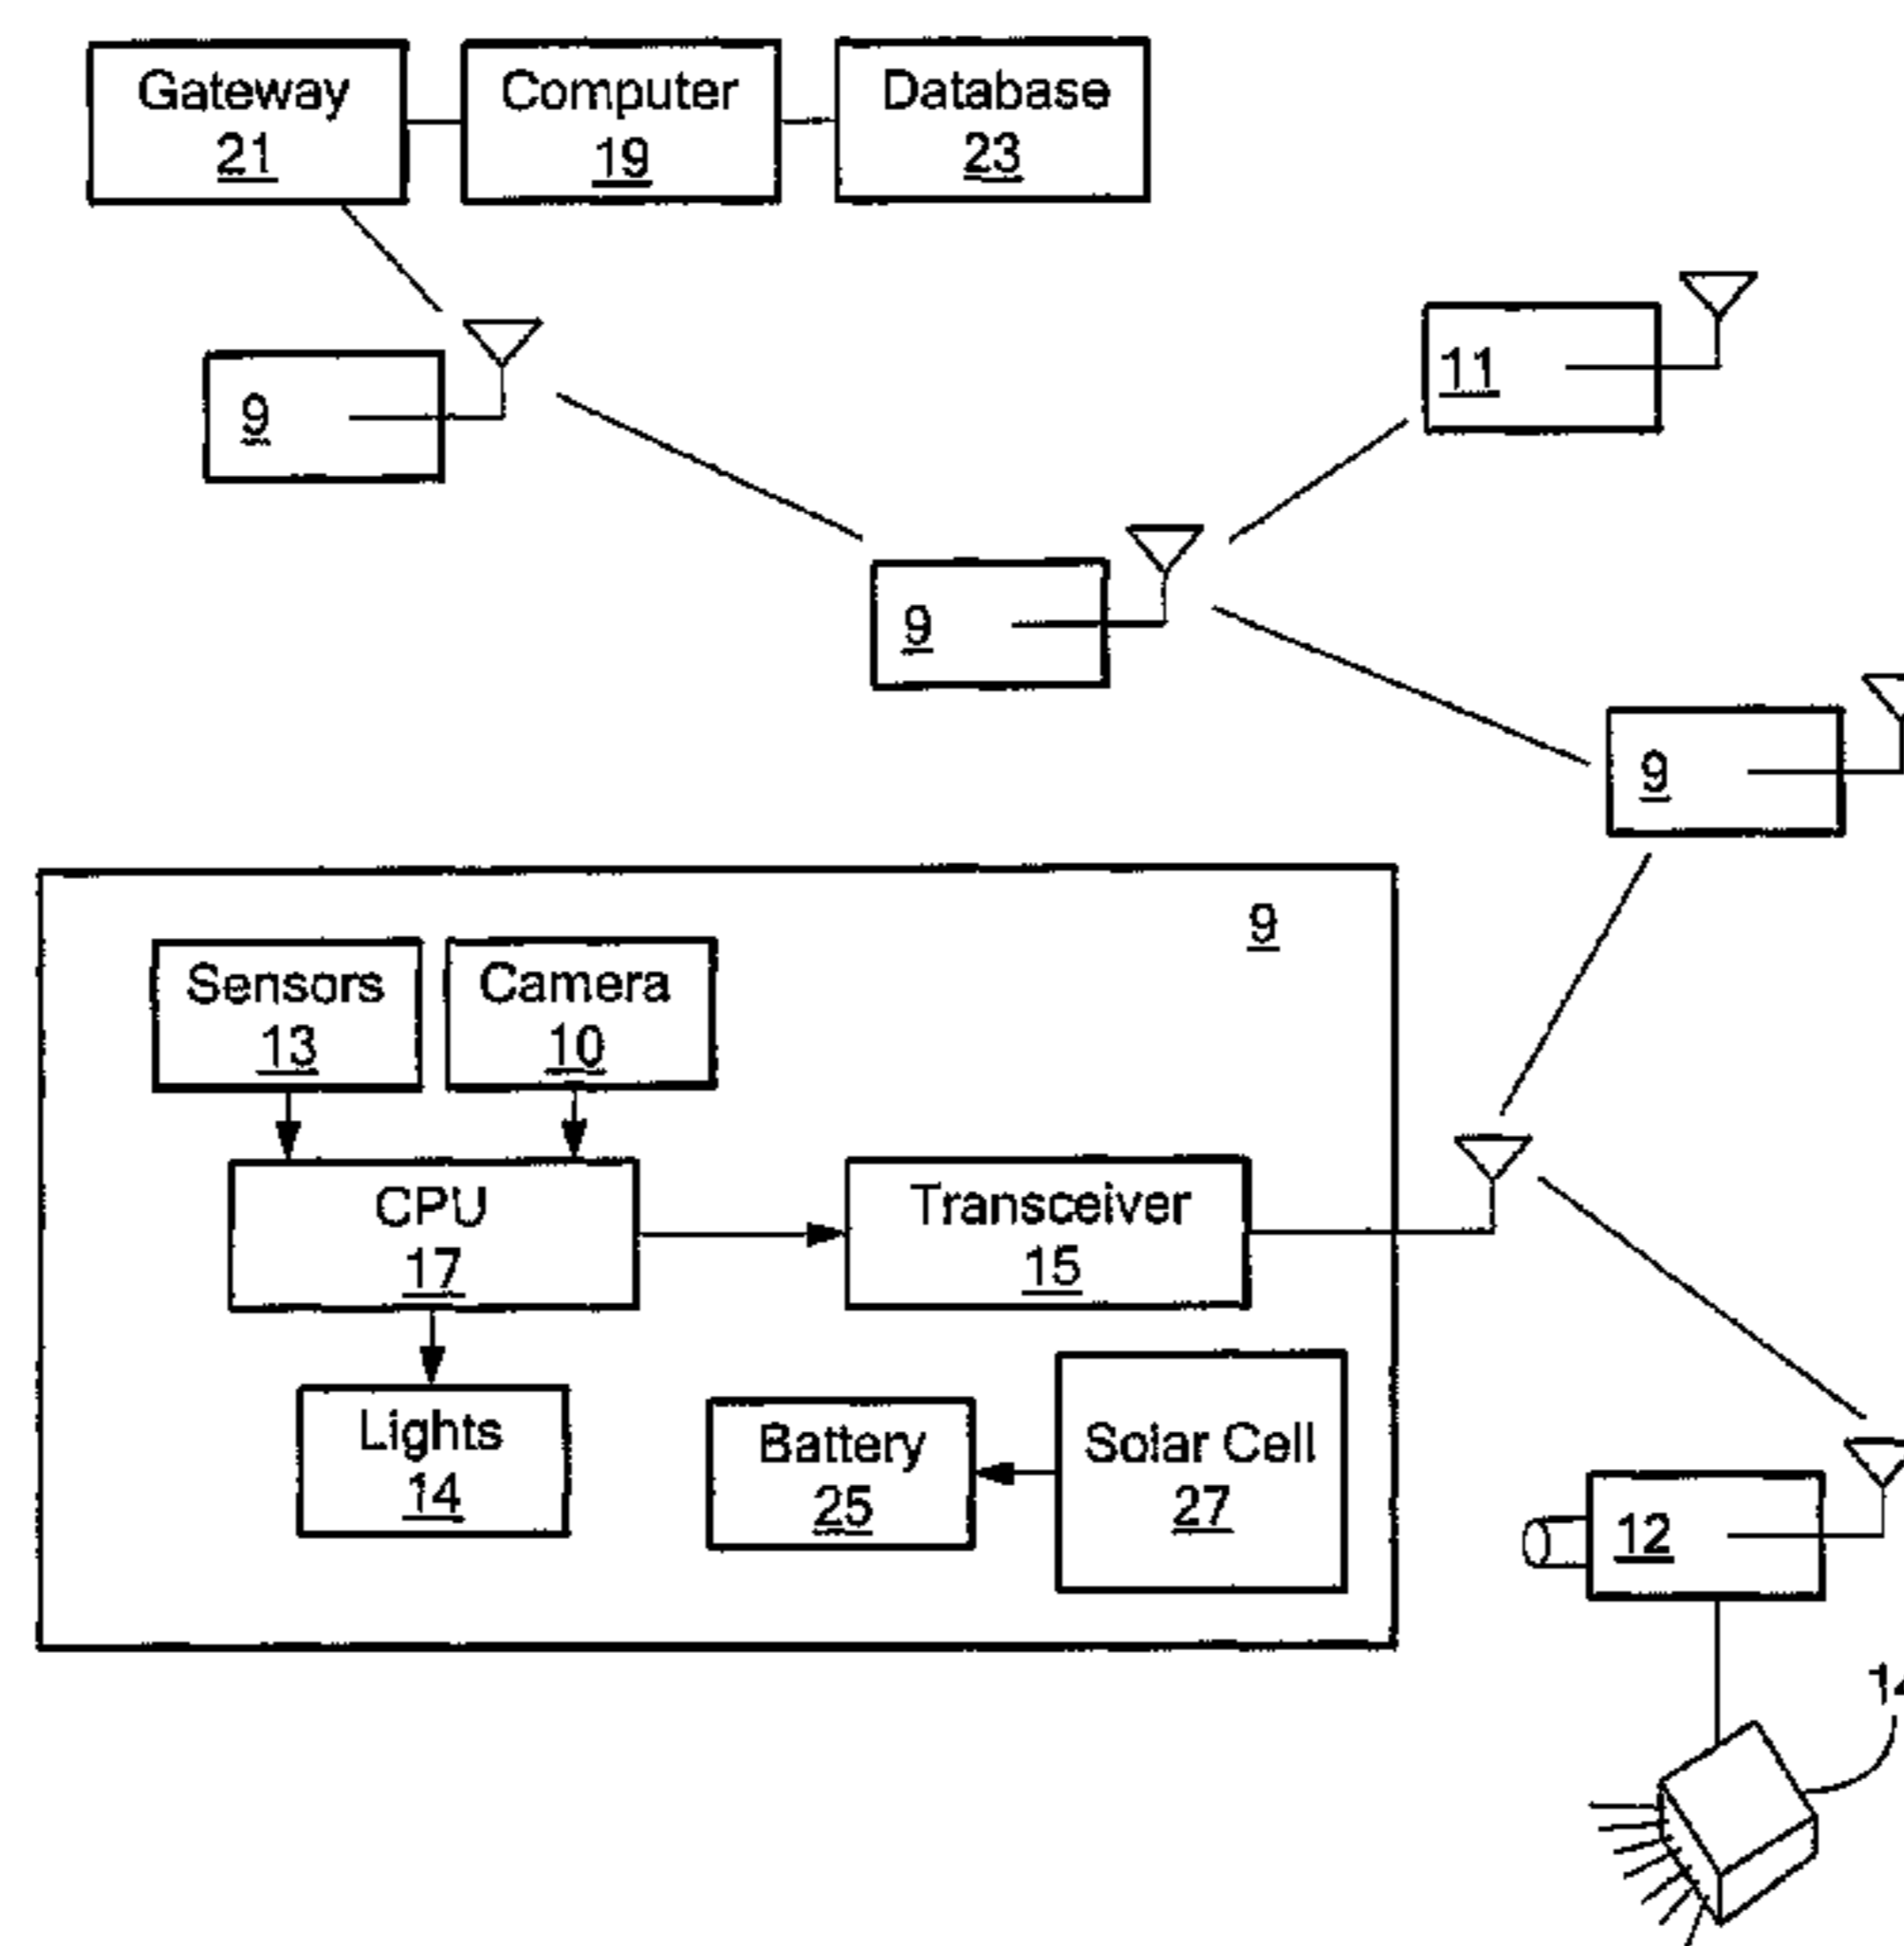 Gateway
21
Computer
19
Database
23
11
9
9
9
9
Sensors
13
Camera
10
CPU
17
Transceiver
15
Lights
14
Battery
25
Solar Cell
27
12
14